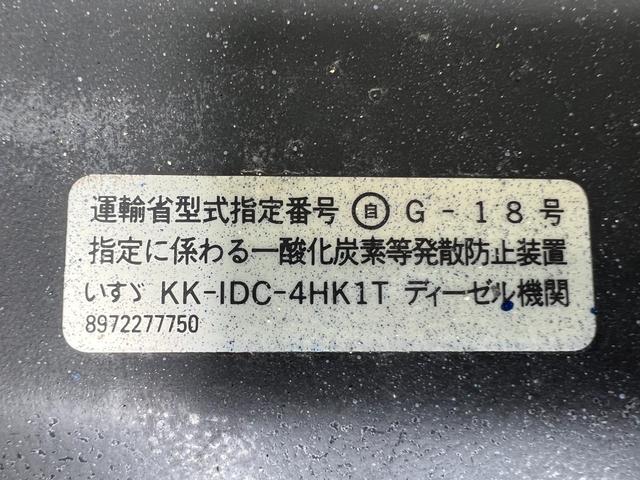 運輸省型式指定番号 ㊀自 G-18号
指定に係わる一酸化炭素等発散防止装置
いすゞ KK-IDC-4HK1T ディーゼル機関
8972277750